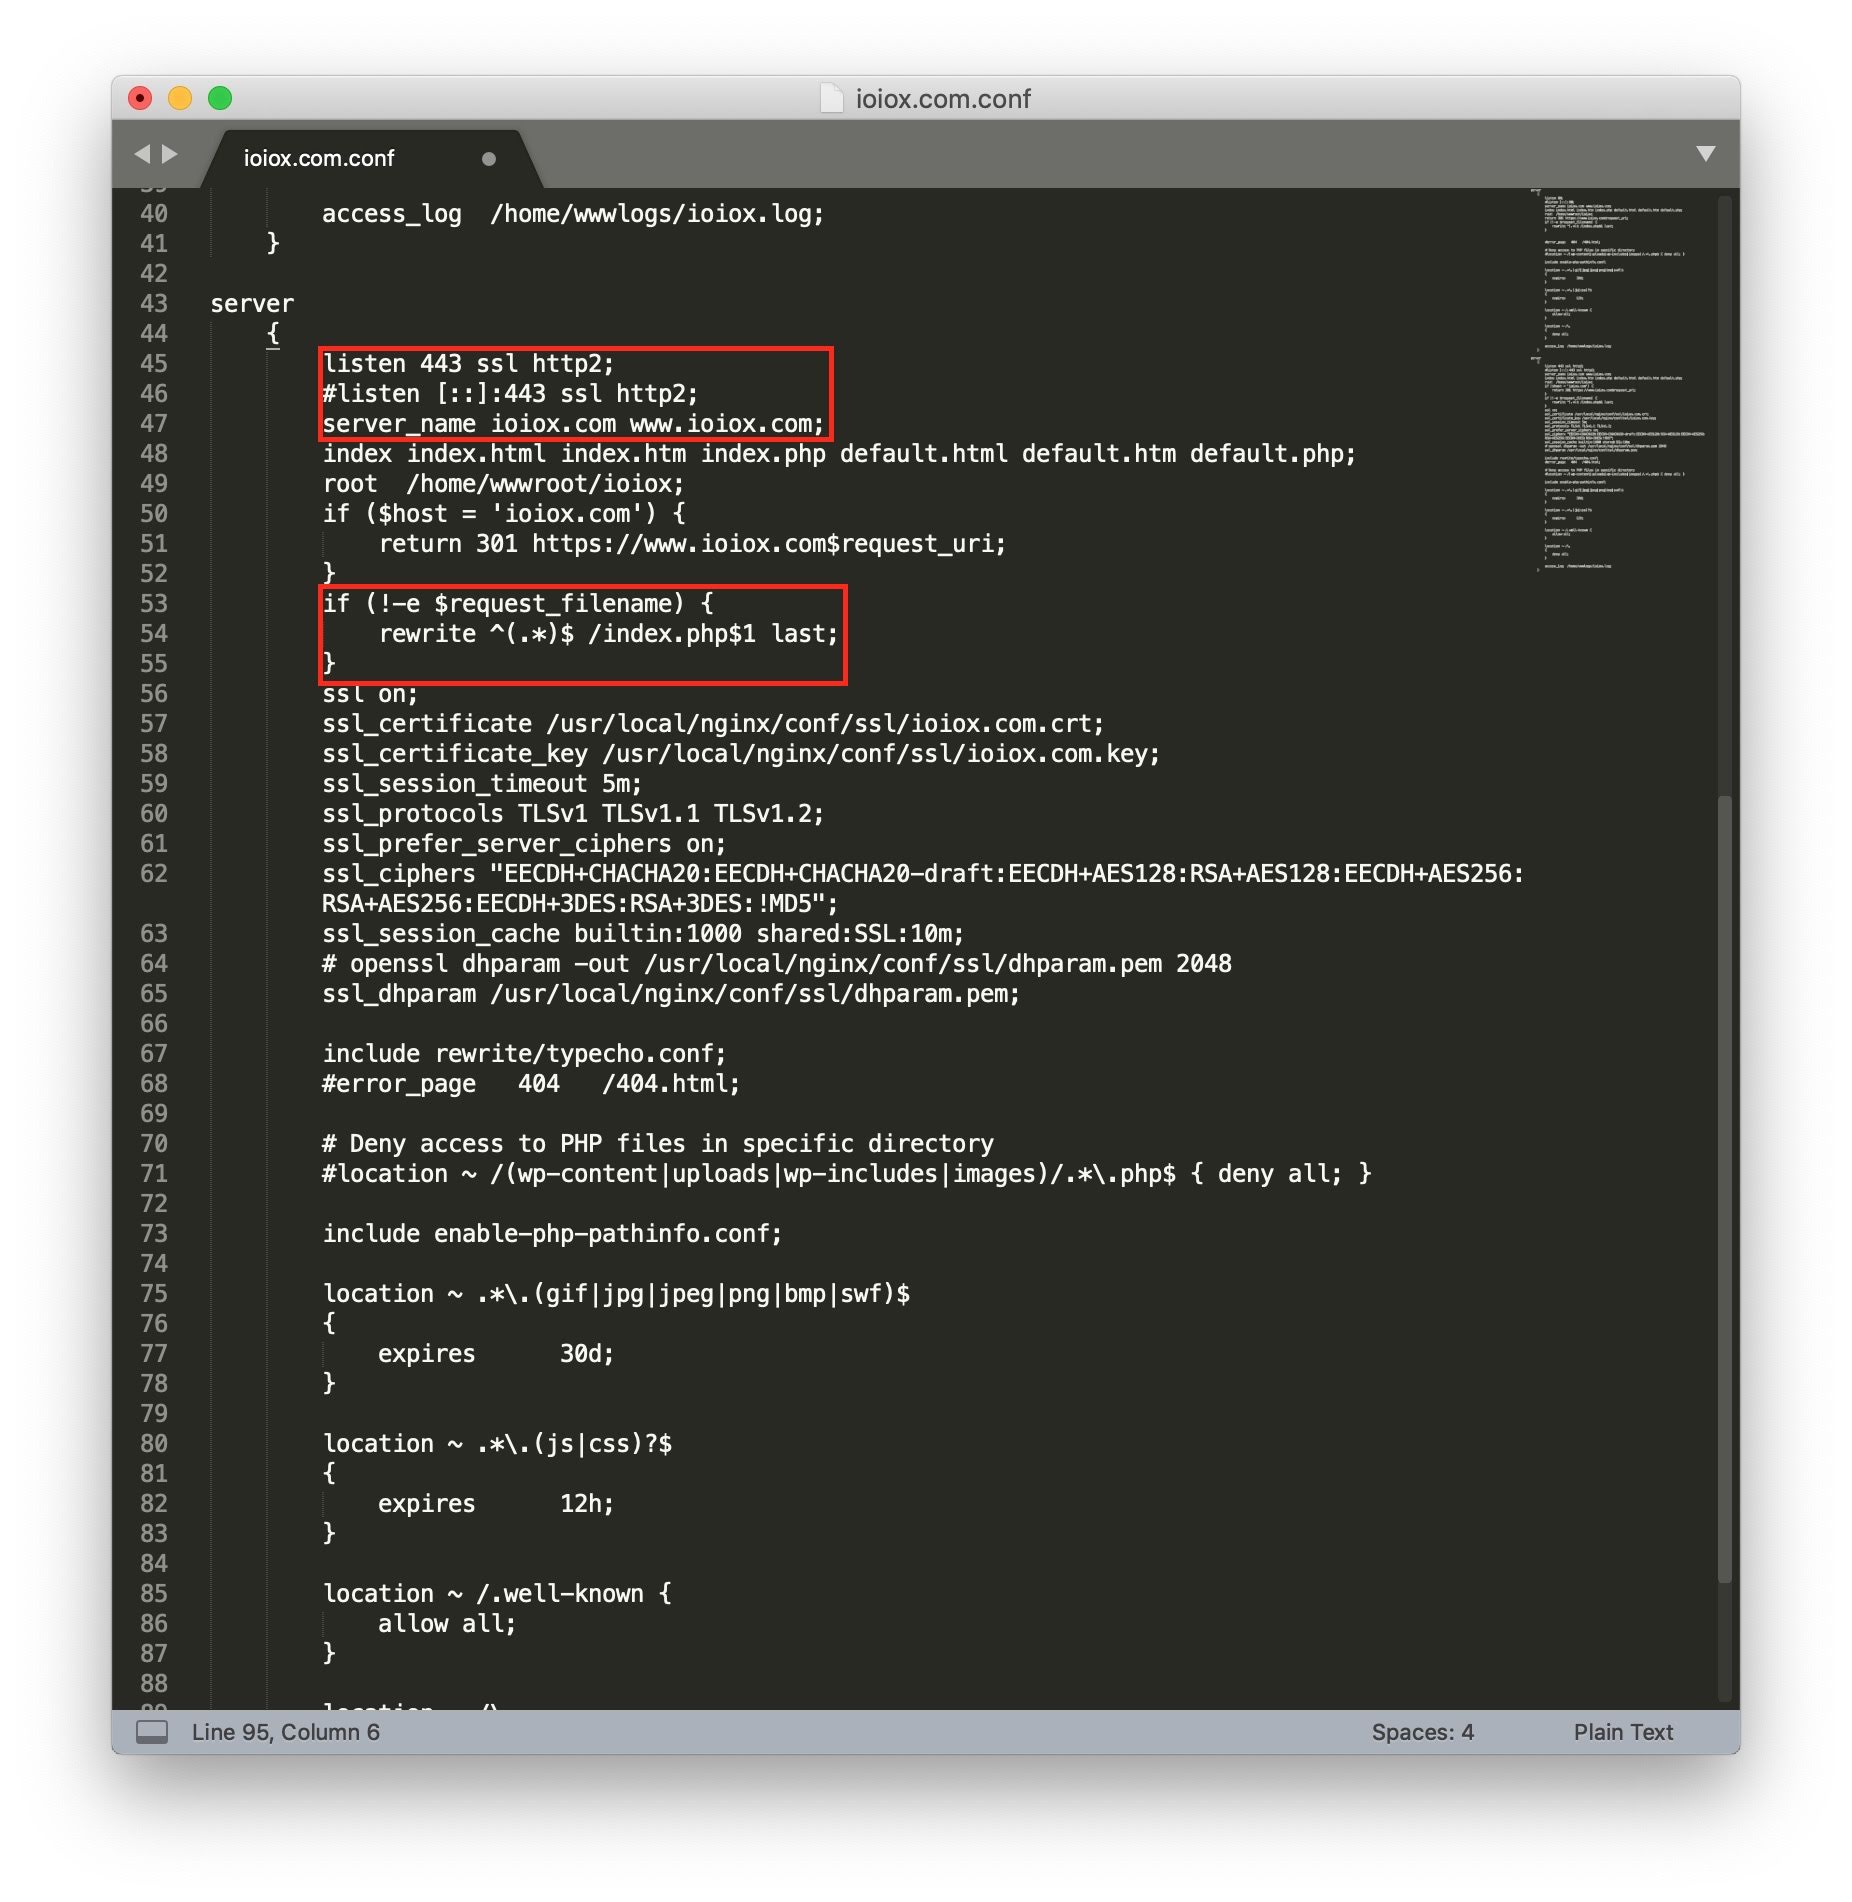 ioiox.com.conf
ioiox.com.conf
40 access_log  /home/wwwlogs/ioiox.log;
41 }
42
43 server
44 {
45 listen 443 ssl http2;
46 #listen [::]:443 ssl http2;
47 server_name ioiox.com www.ioiox.com;
48 index index.html index.htm index.php default.html default.htm default.php;
49 root  /home/wwwroot/ioiox;
50 if ($host = 'ioiox.com') {
51 return 301 https://www.ioiox.com$request_uri;
52 }
53 if (!-e $request_filename) {
54 rewrite ^(.*)$ /index.php$1 last;
55 }
56 ssl on;
57 ssl_certificate /usr/local/nginx/conf/ssl/ioiox.com.crt;
58 ssl_certificate_key /usr/local/nginx/conf/ssl/ioiox.com.key;
59 ssl_session_timeout 5m;
60 ssl_protocols TLSv1 TLSv1.1 TLSv1.2;
61 ssl_prefer_server_ciphers on;
62 ssl_ciphers "EECDH+CHACHA20:EECDH+CHACHA20-draft:EECDH+AES128:RSA+AES128:EECDH+AES256:
RSA+AES256:EECDH+3DES:RSA+3DES:!MD5";
63 ssl_session_cache builtin:1000 shared:SSL:10m;
64 # openssl dhparam -out /usr/local/nginx/conf/ssl/dhparam.pem 2048
65 ssl_dhparam /usr/local/nginx/conf/ssl/dhparam.pem;
66
67 include rewrite/typecho.conf;
68 #error_page   404   /404.html;
69
70 # Deny access to PHP files in specific directory
71 #location ~ /(wp-content|uploads|wp-includes|images)/.*\.php$ { deny all; }
72
73 include enable-php-pathinfo.conf;
74
75 location ~ .*\.(gif|jpg|jpeg|png|bmp|swf)$
76 {
77 expires      30d;
78 }
79
80 location ~ .*\.(js|css)?$
81 {
82 expires      12h;
83 }
84
85 location ~ /.well-known {
86 allow all;
87 }
88
Line 95, Column 6
Spaces: 4
Plain Text